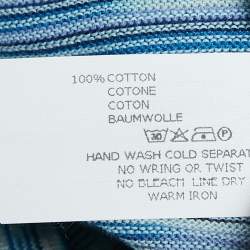 100% COTTON
COTONE
COTON
BAUMWOLLE
30 P
HAND WASH COLD SEPARAT
NO WRING OR TWIST
NO BLEACH LINE DRY
WARM IRON